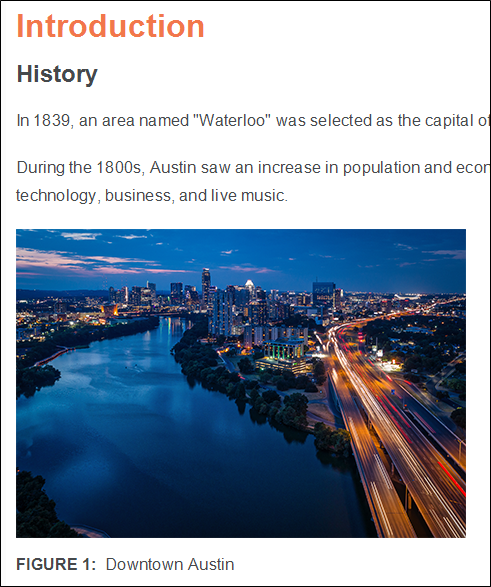 Introduction
History
In 1839, an area named "Waterloo" was selected as the capital of
During the 1800s, Austin saw an increase in population and
technology, business, and live music.
FIGURE 1: Downtown Austin